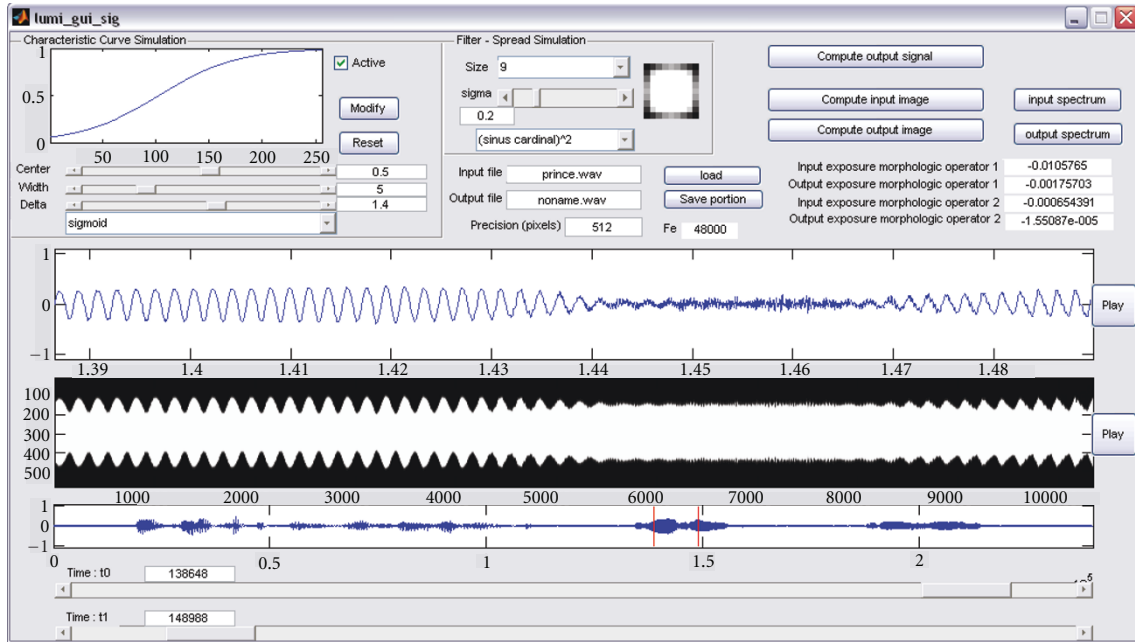 lumi_gui_sig
Characteristic Curve Simulation
1
0.5
0
50 100 150 200 250
Active
Modify
Reset
Center 0.5
Width 5
Delta 1.4
sigmoid
Filter - Spread Simulation
Size 9
sigma
0.2
(sinus cardinal)^2
Input file prince.wav load
Output file noname.wav Save portion
Precision (pixels) 512 Fe 48000
Compute output signal
Compute input image input spectrum
Compute output image output spectrum
Input exposure morphologic operator 1 -0.0105765
Output exposure morphologic operator 1 -0.00175703
Input exposure morphologic operator 2 -0.000654391
Output exposure morphologic operator 2 -1.55087e-005
1
0
−1
Play
1.39 1.4 1.41 1.42 1.43 1.44 1.45 1.46 1.47 1.48
100
200
300
400
500
Play
1000 2000 3000 4000 5000 6000 7000 8000 9000 10000
1
0
−1
0 0.5 1 1.5 2
Time : t0 138648
Time : t1 148988